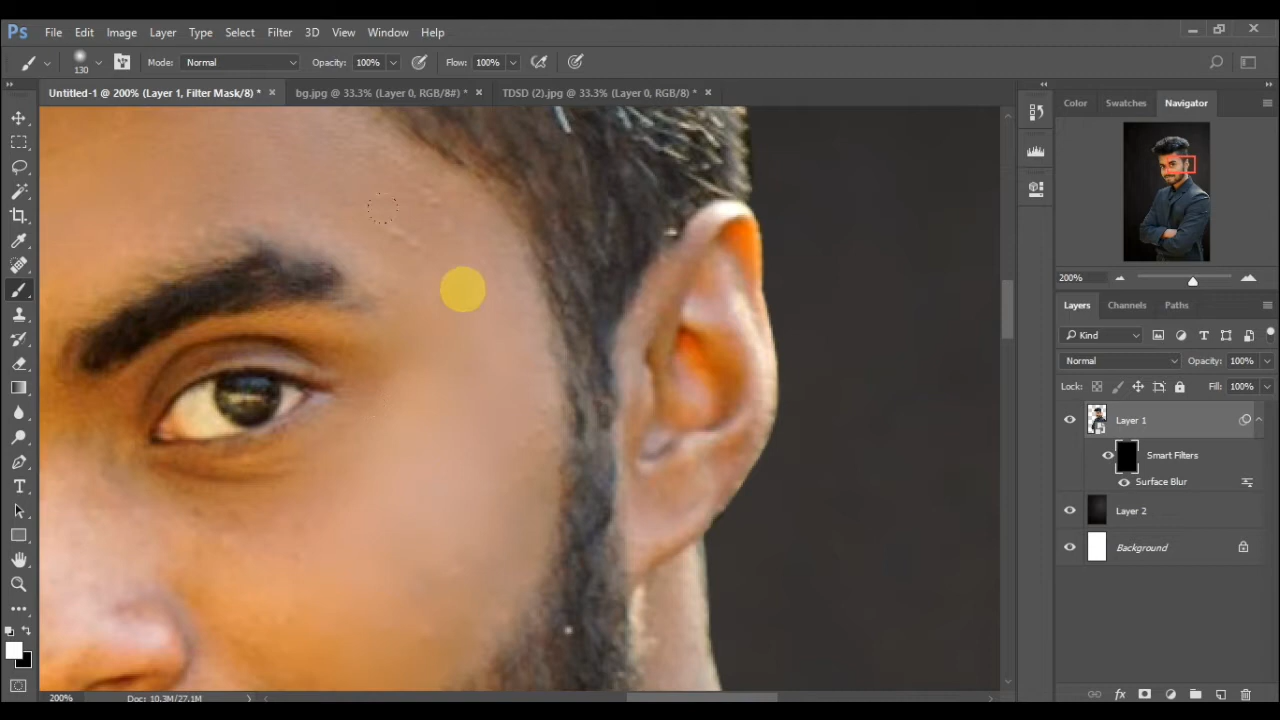 Ps File Edit Image Layer Type Select Filter 3D View Window Help
130 Mode: Normal Opacity: 100% Flow: 100%
Untitled-1 @ 200% (Layer 1, Filter Mask/8) * × bg.jpg @ 33.3% (Layer 0, RGB/8#) * × TDSD (2).jpg @ 33.3% (Layer 0, RGB/8) * ×
Color Swatches Navigator
200%
Layers Channels Paths
Kind
Normal Opacity: 100%
Lock: Fill: 100%
Layer 1
Smart Filters
Surface Blur
Layer 2
Background
200% Doc: 10.3M/27.1M
fx